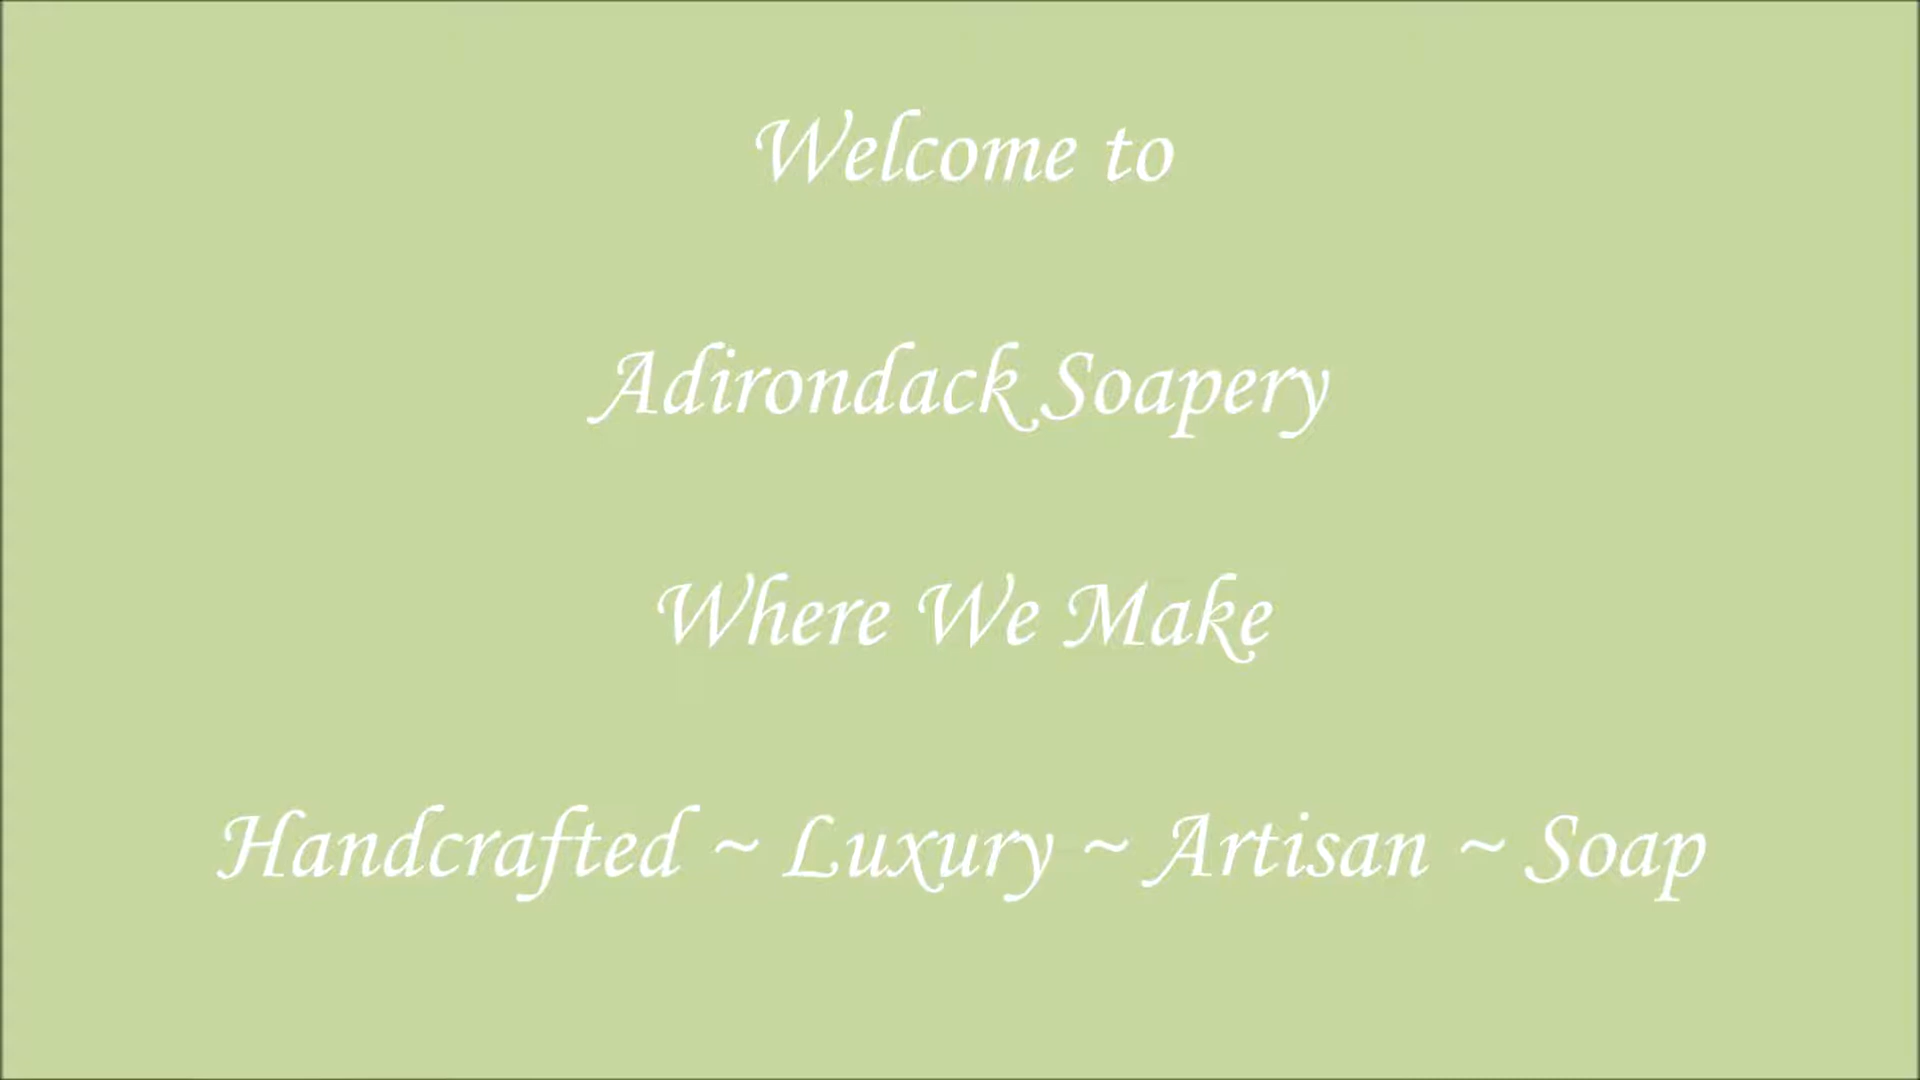 Welcome to
Adirondack Soapery
Where We Make
Handcrafted ~ Luxury ~ Artisan ~ Soap